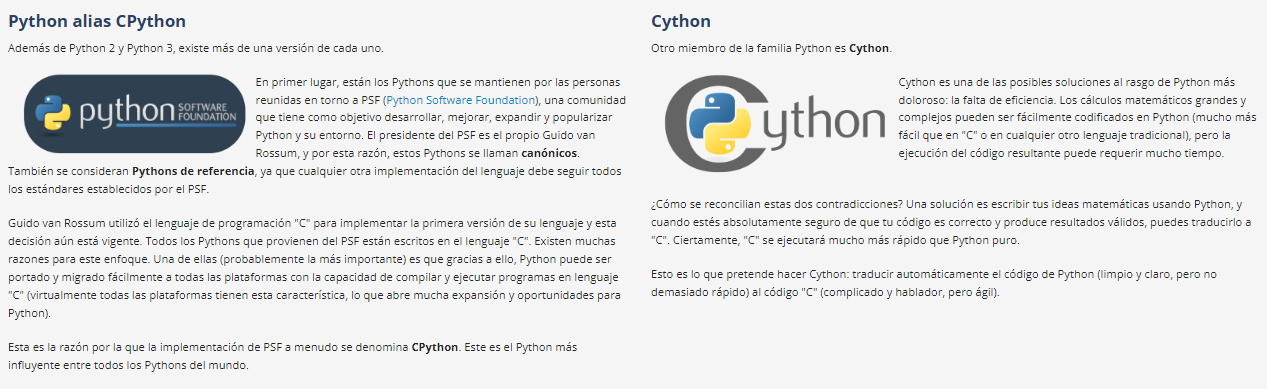 Python alias CPython
Además de Python 2 y Python 3, existe más de una versión de cada uno.
python SOFTWARE
FOUNDATION
En primer lugar, están los Pythons que se mantienen por las personas
reunidas en torno a PSF (Python Software Foundation), una comunidad
que tiene como objetivo desarrollar, mejorar, expandir y popularizar
Python y su entorno. El presidente del PSF es el propio Guido van
Rossum, y por esta razón, estos Pythons se llaman canónicos.
También se consideran Pythons de referencia, ya que cualquier otra implementación del lenguaje debe seguir todos
los estándares establecidos por el PSF.
Guido van Rossum utilizó el lenguaje de programación "C" para implementar la primera versión de su lenguaje y esta
decisión aún está vigente. Todos los Pythons que provienen del PSF están escritos en el lenguaje "C". Existen muchas
razones para este enfoque. Una de ellas (probablemente la más importante) es que gracias a ello, Python puede ser
portado y migrado fácilmente a todas las plataformas con la capacidad de compilar y ejecutar programas en lenguaje
"C" (virtualmente todas las plataformas tienen esta característica, lo que abre mucha expansión y oportunidades para
Python).
Esta es la razón por la que la implementación de PSF a menudo se denomina CPython. Este es el Python más
influyente entre todos los Pythons del mundo.
Cython
Otro miembro de la familia Python es Cython.
Cython
Cython es una de las posibles soluciones al rasgo de Python más
doloroso: la falta de eficiencia. Los cálculos matemáticos grandes y
complejos pueden ser fácilmente codificados en Python (mucho más
fácil que en "C" o en cualquier otro lenguaje tradicional), pero la
ejecución del código resultante puede requerir mucho tiempo.
¿Cómo se reconcilian estas dos contradicciones? Una solución es escribir tus ideas matemáticas usando Python, y
cuando estés absolutamente seguro de que tu código es correcto y produce resultados válidos, puedes traducirlo a
"C". Ciertamente, "C" se ejecutará mucho más rápido que Python puro.
Esto es lo que pretende hacer Cython: traducir automáticamente el código de Python (limpio y claro, pero no
demasiado rápido) al código "C" (complicado y hablador, pero ágil).